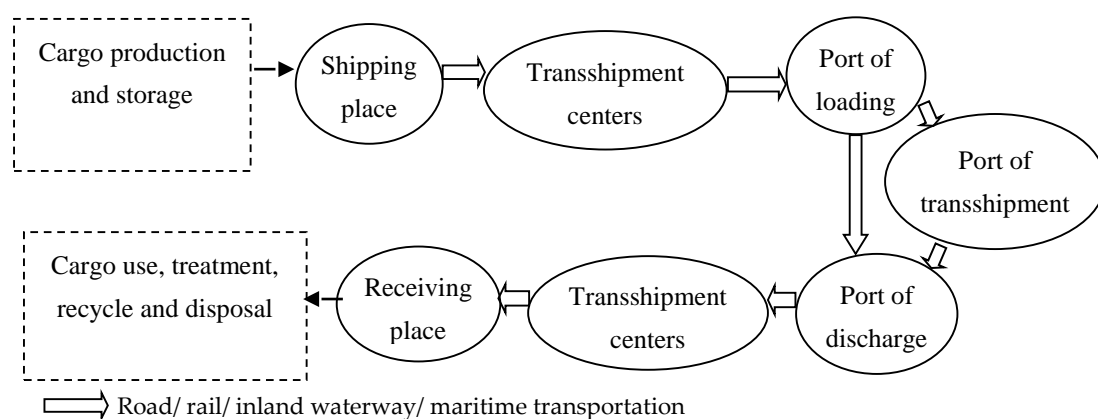 Cargo production
and storage
Shipping
place
Transshipment
centers
Port of
loading
Port of
transshipment
Cargo use, treatment,
recycle and disposal
Receiving
place
Transshipment
centers
Port of
discharge
Road/ rail/ inland waterway/ maritime transportation